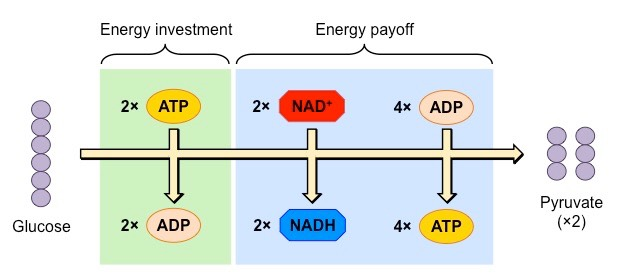 Energy investment
Energy payoff
2× ATP
2× NAD⁺
4× ADP
Glucose
Pyruvate
(×2)
2× ADP
2× NADH
4× ATP